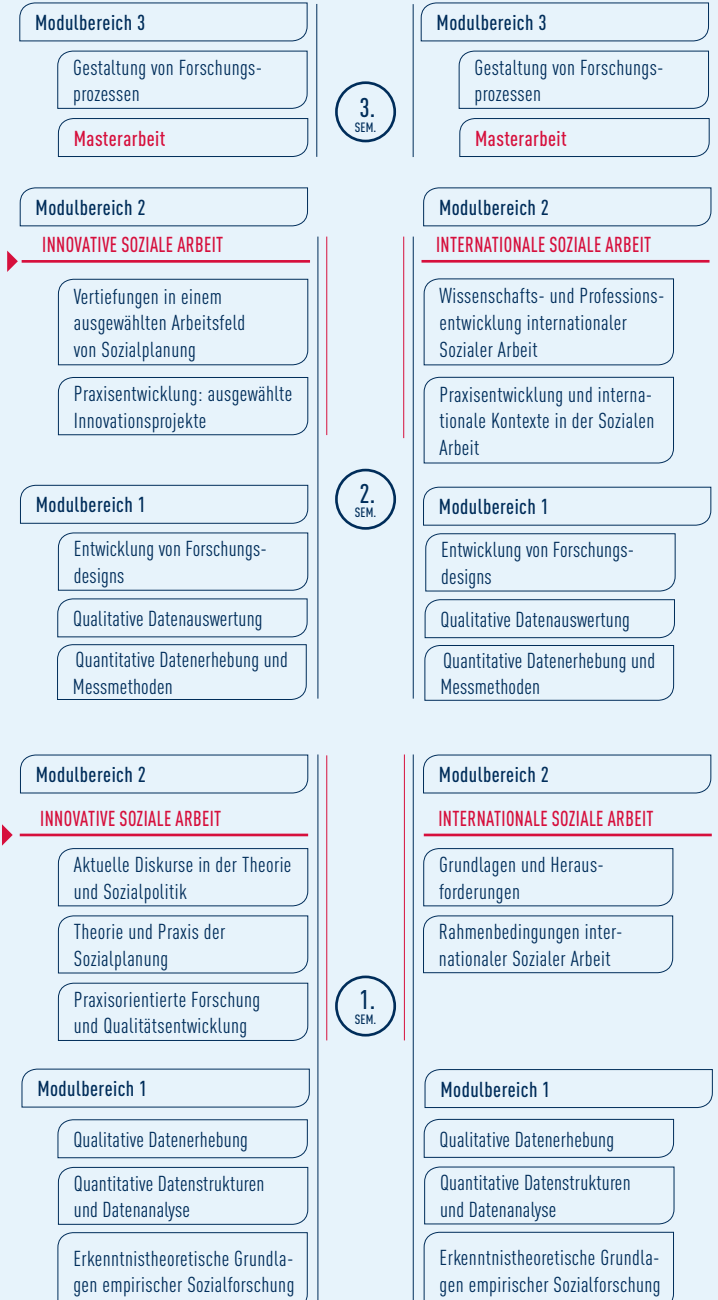 Modulbereich 3
Gestaltung von Forschungs-
prozessen
Masterarbeit
3.
SEM.
Modulbereich 3
Gestaltung von Forschungs-
prozessen
Masterarbeit
Modulbereich 2
INNOVATIVE SOZIALE ARBEIT
Vertiefungen in einem
ausgewählten Arbeitsfeld
von Sozialplanung
Praxisentwicklung: ausgewählte
Innovationsprojekte
Modulbereich 1
Entwicklung von Forschungs-
designs
Qualitative Datenauswertung
Quantitative Datenerhebung und
Messmethoden
2.
SEM.
Modulbereich 2
INTERNATIONALE SOZIALE ARBEIT
Wissenschafts- und Professions-
entwicklung internationaler
Sozialer Arbeit
Praxisentwicklung und interna-
tionale Kontexte in der Sozialen
Arbeit
Modulbereich 1
Entwicklung von Forschungs-
designs
Qualitative Datenauswertung
Quantitative Datenerhebung und
Messmethoden
Modulbereich 2
INNOVATIVE SOZIALE ARBEIT
Aktuelle Diskurse in der Theorie
und Sozialpolitik
Theorie und Praxis der
Sozialplanung
Praxisorientierte Forschung
und Qualitätsentwicklung
Modulbereich 1
Qualitative Datenerhebung
Quantitative Datenstrukturen
und Datenanalyse
Erkenntnistheoretische Grundla-
gen empirischer Sozialforschung
1.
SEM.
Modulbereich 2
INTERNATIONALE SOZIALE ARBEIT
Grundlagen und Heraus-
forderungen
Rahmenbedingungen inter-
nationaler Sozialer Arbeit
Modulbereich 1
Qualitative Datenerhebung
Quantitative Datenstrukturen
und Datenanalyse
Erkenntnistheoretische Grundla-
gen empirischer Sozialforschung